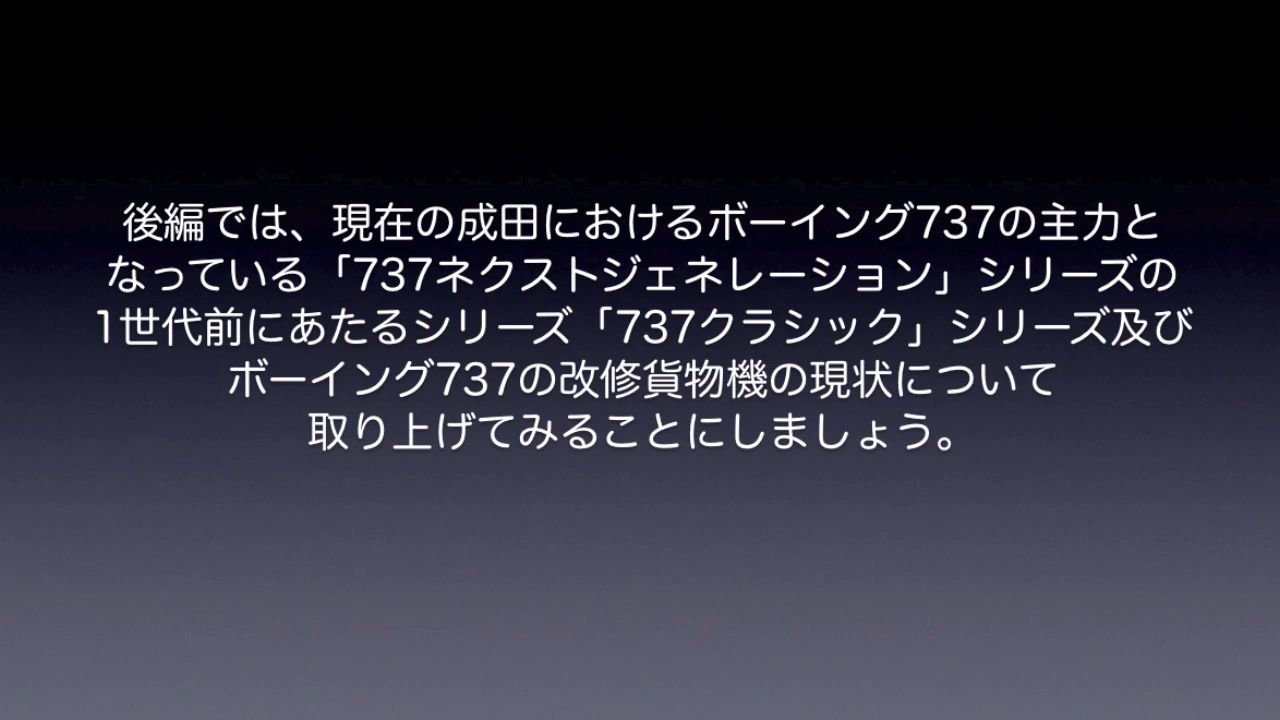 後編では、現在の成田におけるボーイング737の主力と
なっている「737ネクストジェネレーション」シリーズの
1世代前にあたるシリーズ「737クラシック」シリーズ及び
ボーイング737の改修貨物機の現状について
取り上げてみることにしましょう。